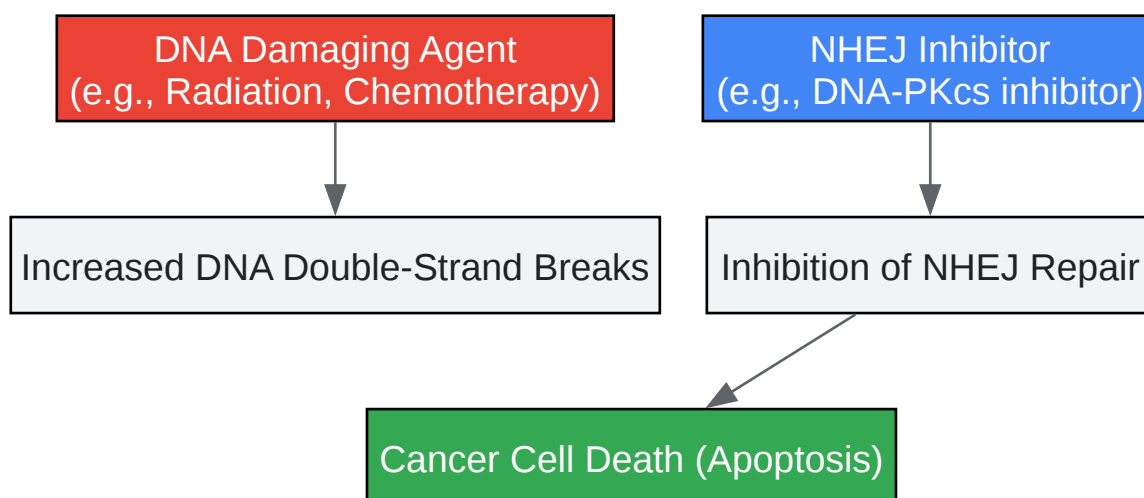 DNA Damaging Agent
(e.g., Radiation, Chemotherapy)
NHEJ Inhibitor
(e.g., DNA-PKcs inhibitor)
Increased DNA Double-Strand Breaks
Inhibition of NHEJ Repair
Cancer Cell Death (Apoptosis)